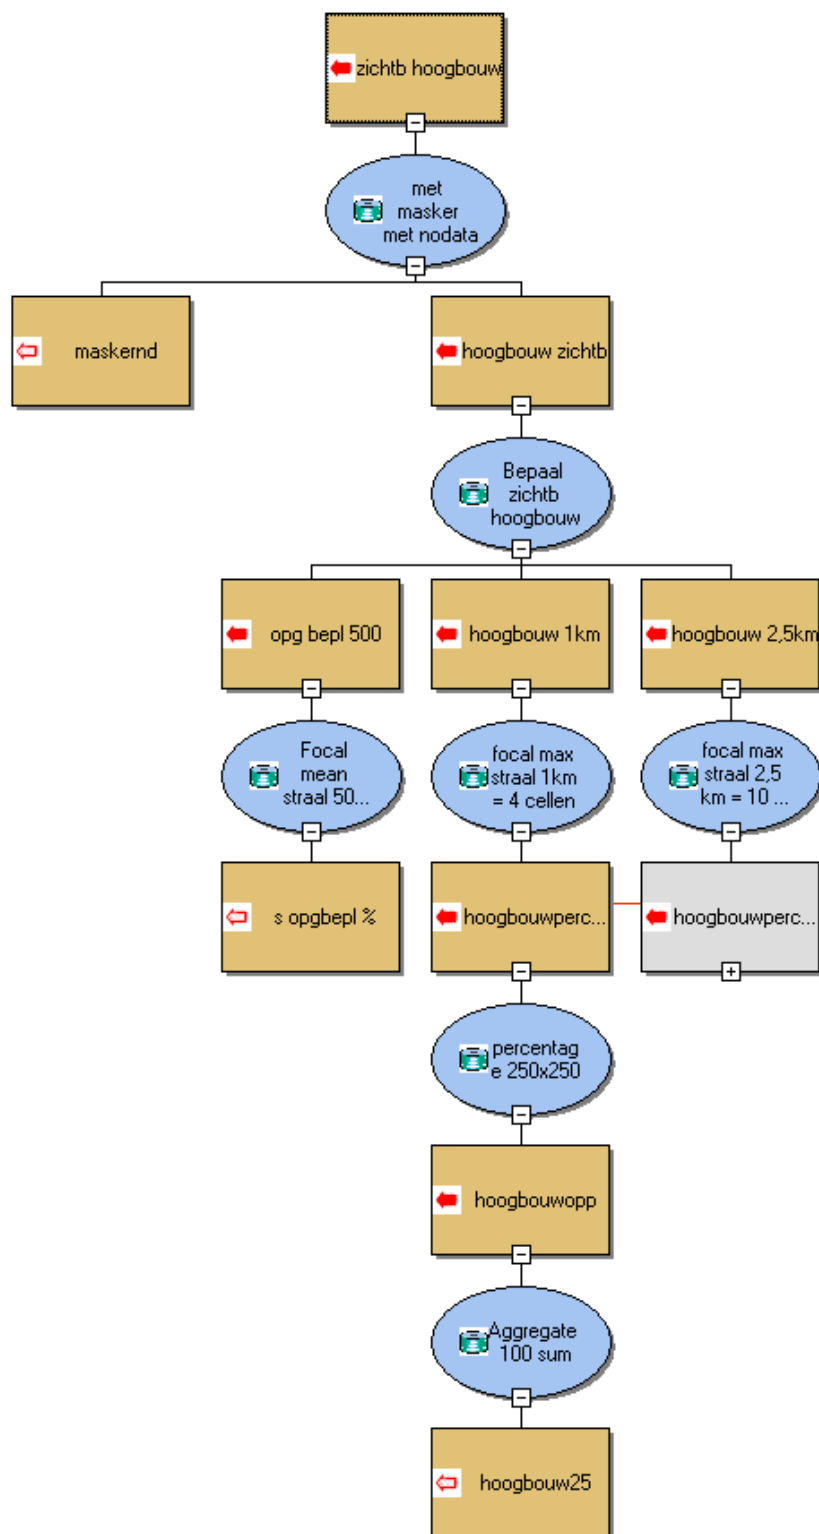 zichtb hoogbouw
met
masker
met nodata
maskernd
hoogbouw zichtb
Bepaal
zichtb
hoogbouw
opg bepl 500
hoogbouw 1km
hoogbouw 2,5km
Focal
mean
straal 50...
focal max
straal 1km
= 4 cellen
focal max
straal 2,5
km = 10 ...
s opgbepl %
hoogbouwperc...
hoogbouwperc...
percentag
e 250x250
hoogbouwopp
Aggregate
100 sum
hoogbouw25